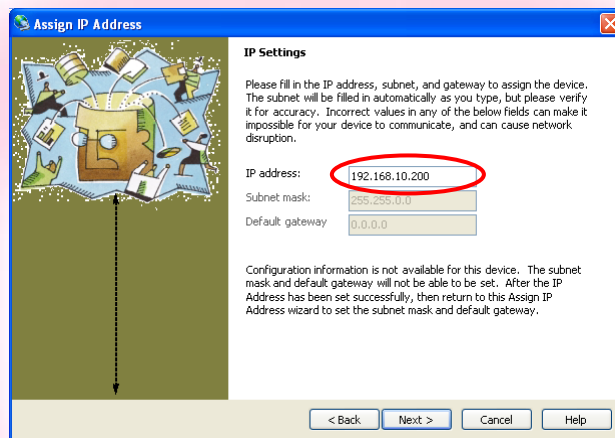 Assign IP Address
IP Settings
Please fill in the IP address, subnet, and gateway to assign the device.
The subnet will be filled in automatically as you type, but please verify
it for accuracy. Incorrect values in any of the below fields can make it
impossible for your device to communicate, and can cause network
disruption.
IP address: 192.168.10.200
Subnet mask: 255.255.0.0
Default gateway 0.0.0.0
Configuration information is not available for this device. The subnet
mask and default gateway will not be able to be set. After the IP
Address has been set successfully, then return to this Assign IP
Address wizard to set the subnet mask and default gateway.
< Back Next > Cancel Help